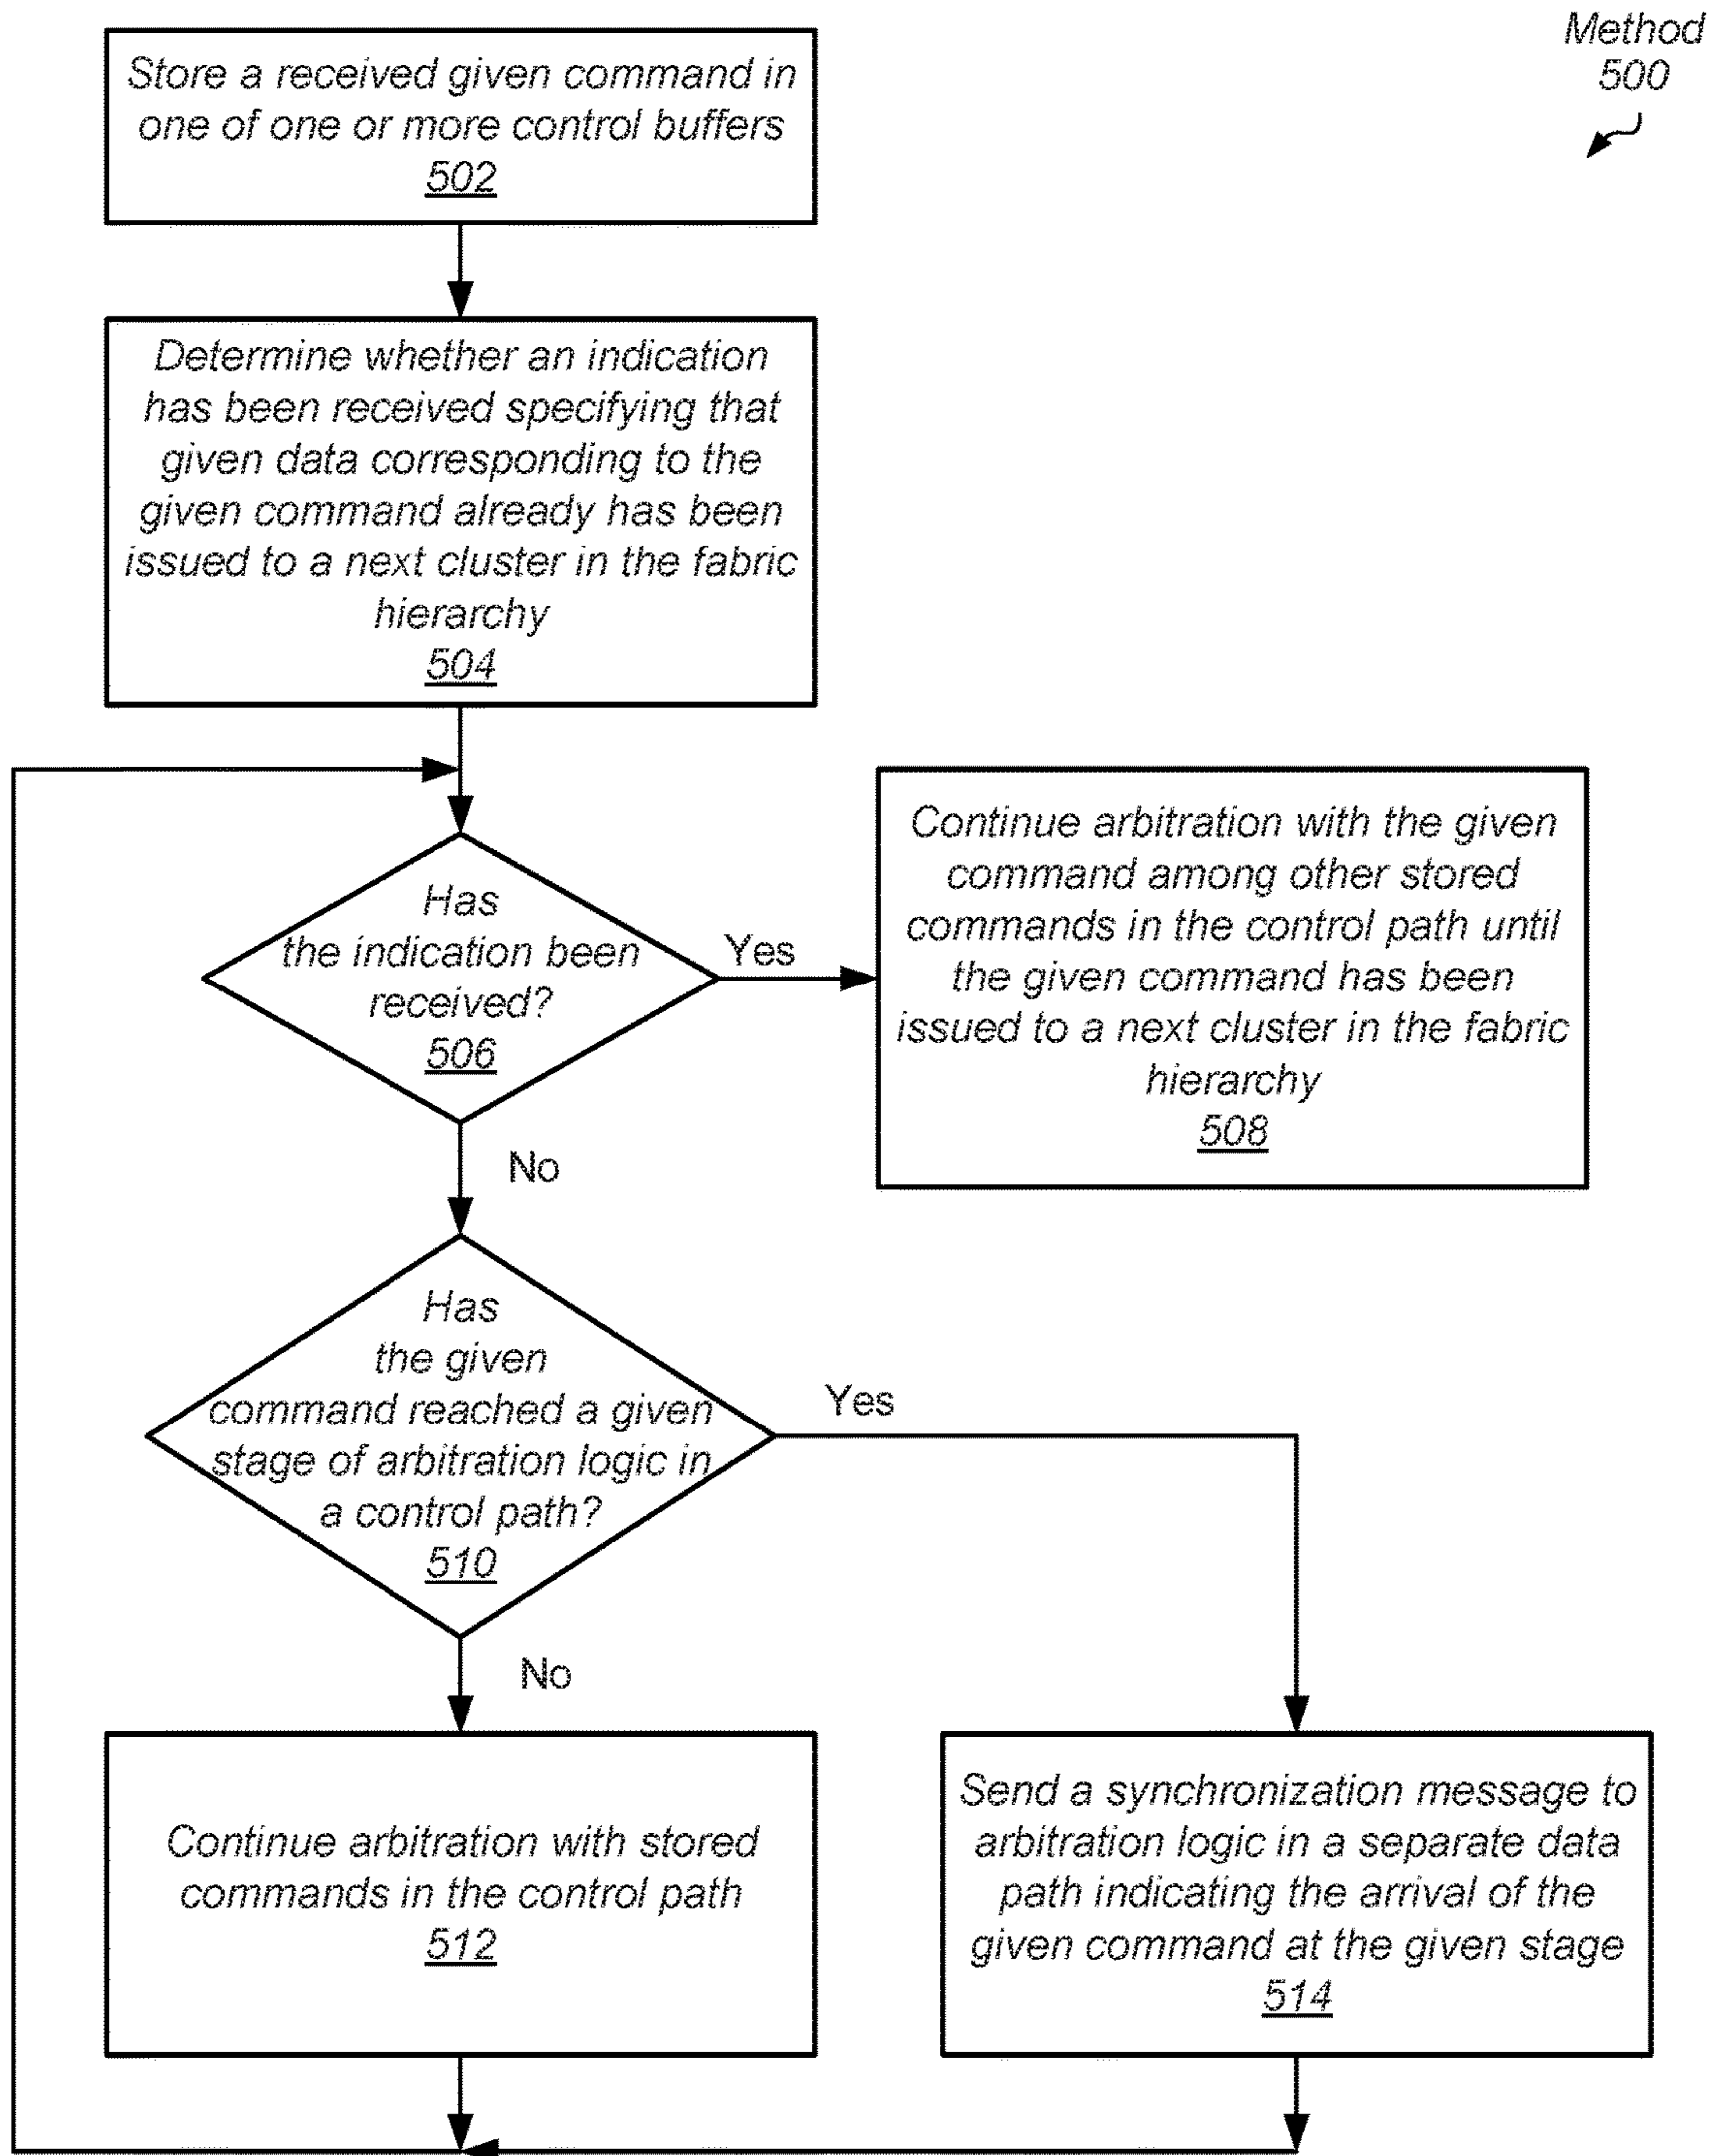 Method
500
Store a received given command in
one of one or more control buffers
502
Determine whether an indication
has been received specifying that
given data corresponding to the
given command already has been
issued to a next cluster in the fabric
hierarchy
504
Has
the indication been
received?
506
Yes
Continue arbitration with the given
command among other stored
commands in the control path until
the given command has been
issued to a next cluster in the fabric
hierarchy
508
No
Has
the given
command reached a given
stage of arbitration logic in
a control path?
510
Yes
No
Continue arbitration with stored
commands in the control path
512
Send a synchronization message to
arbitration logic in a separate data
path indicating the arrival of the
given command at the given stage
514